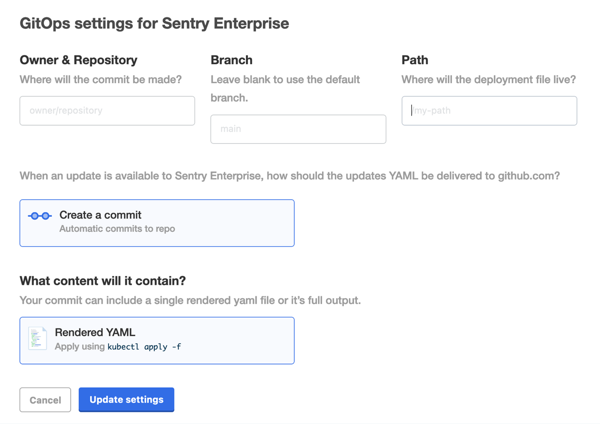 GitOps settings for Sentry Enterprise
Owner & Repository
Where will the commit be made?
owner/repository
Branch
Leave blank to use the default
branch.
main
Path
Where will the deployment file live?
/my-path
When an update is available to Sentry Enterprise, how should the updates YAML be delivered to github.com?
Create a commit
Automatic commits to repo
What content will it contain?
Your commit can include a single rendered yaml file or it's full output.
Rendered YAML
Apply using kubectl apply -f
Cancel
Update settings